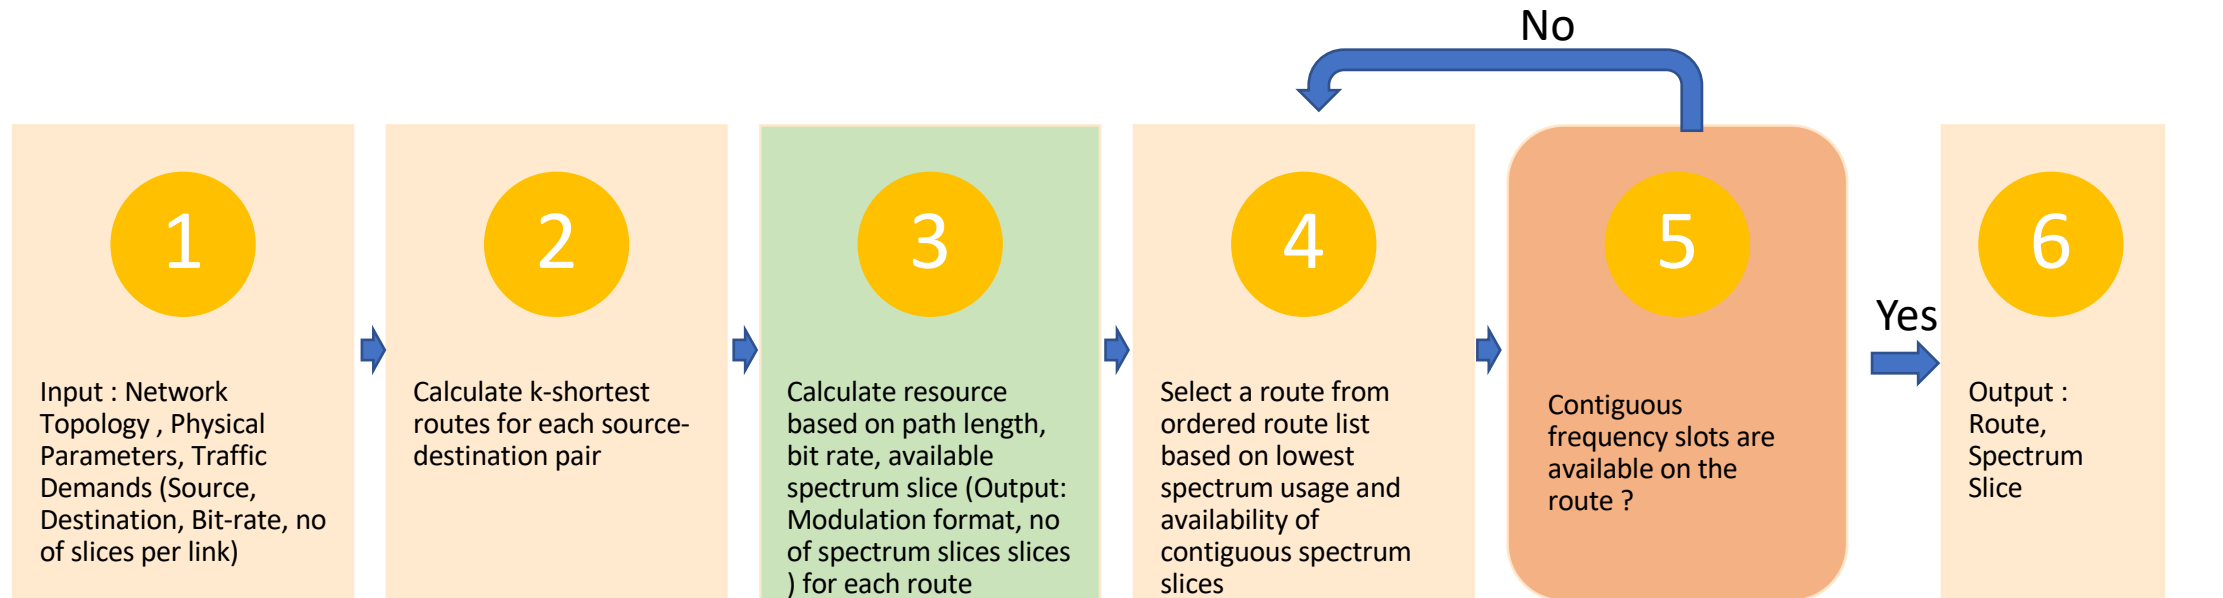 No
1
Input : Network
Topology , Physical
Parameters, Traffic
Demands (Source,
Destination, Bit-rate, no
of slices per link)
2
Calculate k-shortest
routes for each source-
destination pair
3
Calculate resource
based on path length,
bit rate, available
spectrum slice (Output:
Modulation format, no
of spectrum slices slices
) for each route
4
Select a route from
ordered route list
based on lowest
spectrum usage and
availability of
contiguous spectrum
slices
5
Contiguous
frequency slots are
available on the
route ?
Yes
6
Output :
Route,
Spectrum
Slice